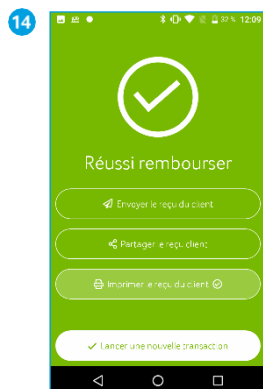 14
32 % 12:09
Réussi rembourser
Envoyer le reçu du client
Partager le reçu client
Imprimer le reçu du client
Lancer une nouvelle transaction